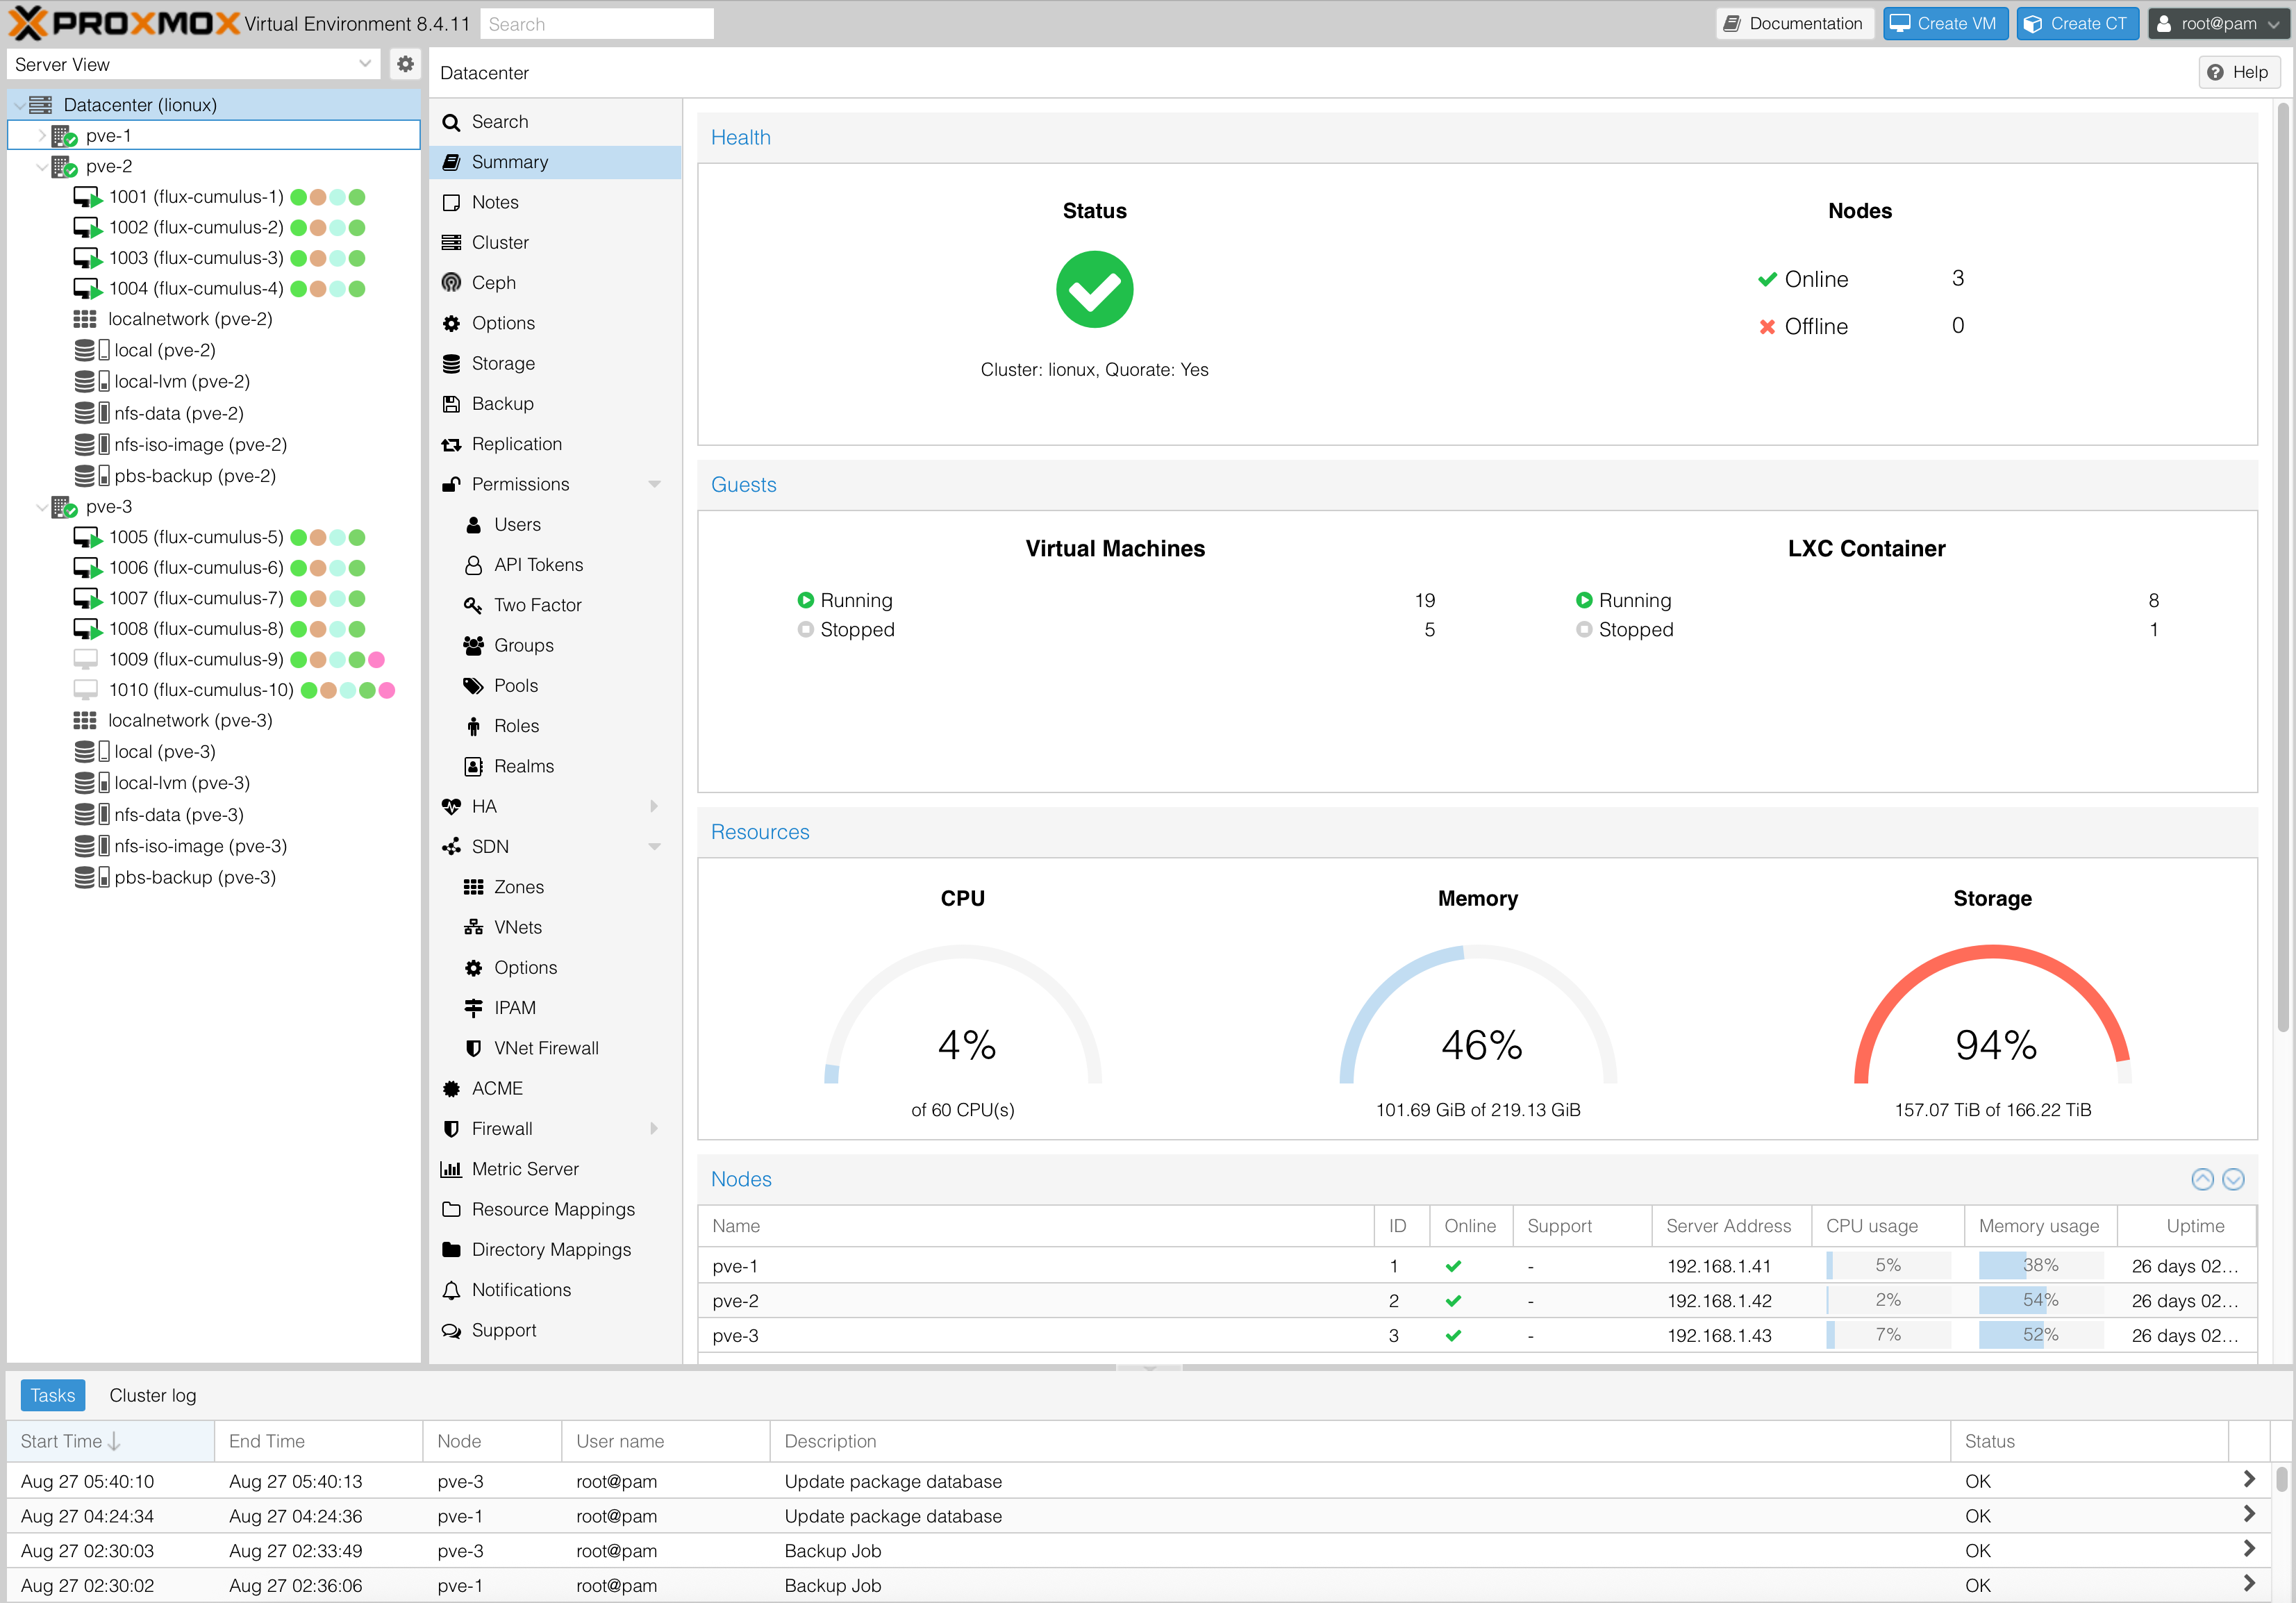 PROXMOX Virtual Environment 8.4.11 Search Documentation Create VM Create CT root@pam
Server View
Datacenter (lionux)
pve-1
pve-2
1001 (flux-cumulus-1)
1002 (flux-cumulus-2)
1003 (flux-cumulus-3)
1004 (flux-cumulus-4)
localnetwork (pve-2)
local (pve-2)
local-lvm (pve-2)
nfs-data (pve-2)
nfs-iso-image (pve-2)
pbs-backup (pve-2)
pve-3
1005 (flux-cumulus-5)
1006 (flux-cumulus-6)
1007 (flux-cumulus-7)
1008 (flux-cumulus-8)
1009 (flux-cumulus-9)
1010 (flux-cumulus-10)
localnetwork (pve-3)
local (pve-3)
local-lvm (pve-3)
nfs-data (pve-3)
nfs-iso-image (pve-3)
pbs-backup (pve-3)
Datacenter Help
Search
Summary
Notes
Cluster
Ceph
Options
Storage
Backup
Replication
Permissions
Users
API Tokens
Two Factor
Groups
Pools
Roles
Realms
HA
SDN
Zones
VNets
Options
IPAM
VNet Firewall
ACME
Firewall
Metric Server
Resource Mappings
Directory Mappings
Notifications
Support
Health
Status Nodes
Online 3
Offline 0
Cluster: lionux, Quorate: Yes
Guests
Virtual Machines LXC Container
Running 19 Running 8
Stopped 5 Stopped 1
Resources
CPU Memory Storage
4% 46% 94%
of 60 CPU(s) 101.69 GiB of 219.13 GiB 157.07 TiB of 166.22 TiB
Nodes
Name ID Online Support Server Address CPU usage Memory usage Uptime
pve-1 1 - 192.168.1.41 5% 38% 26 days 02...
pve-2 2 - 192.168.1.42 2% 54% 26 days 02...
pve-3 3 - 192.168.1.43 7% 52% 26 days 02...
Tasks Cluster log
Start Time End Time Node User name Description Status
Aug 27 05:40:10 Aug 27 05:40:13 pve-3 root@pam Update package database OK
Aug 27 04:24:34 Aug 27 04:24:36 pve-1 root@pam Update package database OK
Aug 27 02:30:03 Aug 27 02:33:49 pve-3 root@pam Backup Job OK
Aug 27 02:30:02 Aug 27 02:36:06 pve-1 root@pam Backup Job OK